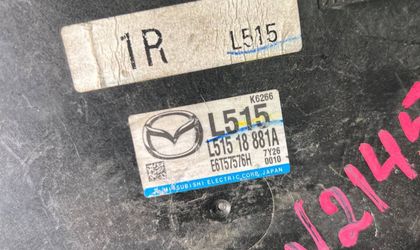 1R L515
K6266
L515
L515 18 881A
E6T57576H 7Y26
0010
MITSUBISHI ELECTRIC CORP. JAPAN